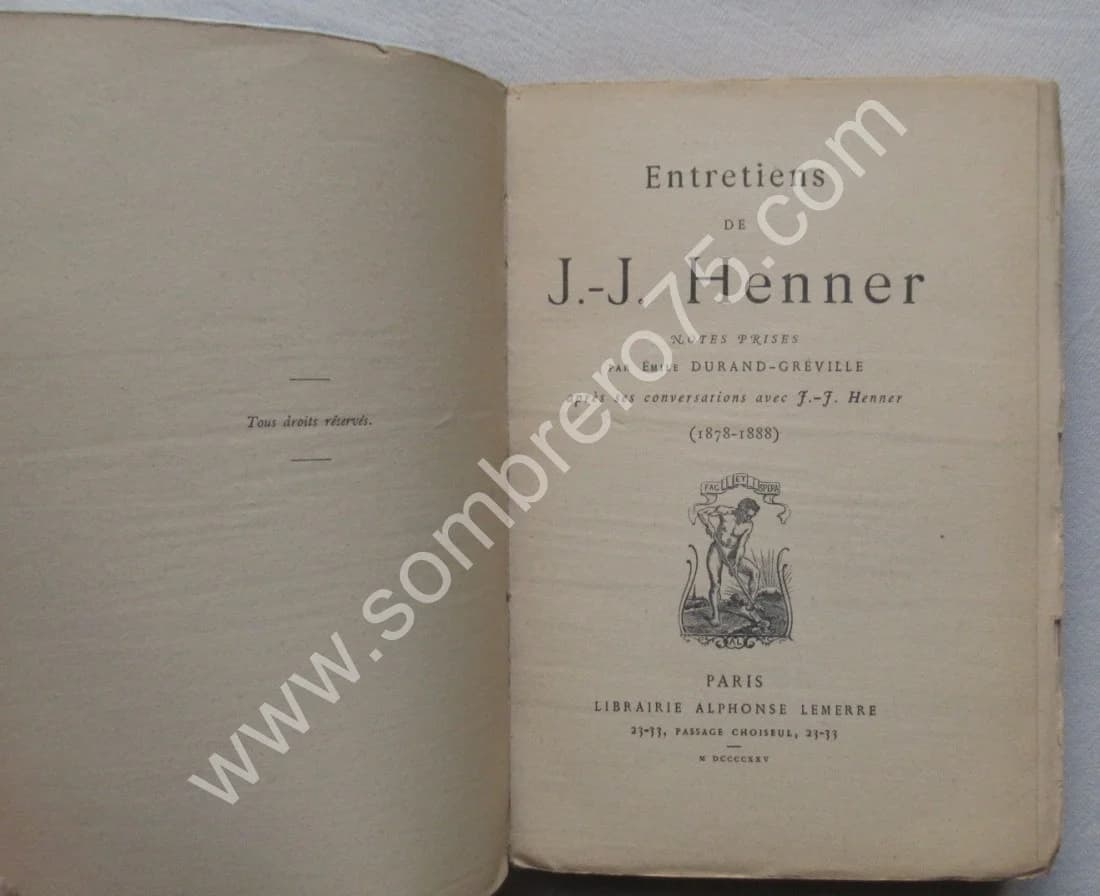 Tous droits réservés.
Entretiens
DE
J.-J. Henner
NOTES PRISES
PAR ÉMILE DURAND-GRÉVILLE
après ses conversations avec J.-J. Henner
(1878-1888)
FAC ET SPERA
AL
PARIS
LIBRAIRIE ALPHONSE LEMERRE
23-33, PASSAGE CHOISEUL, 23-33
M DCCCCXXV
www.sombrero75.com